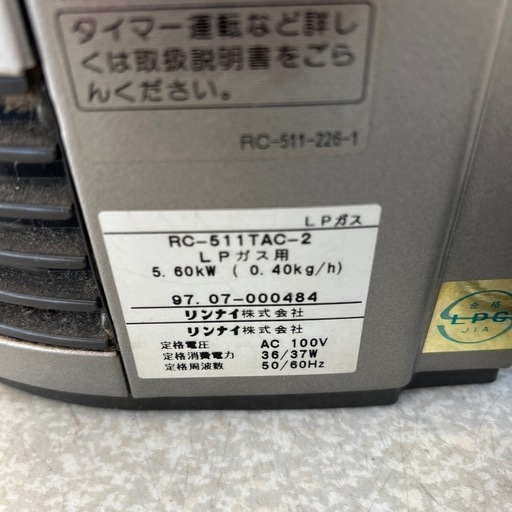 タイマー運転など詳し
くは取扱説明書をごら
んください。
RC-511-226-1
LPガス
RC-511TAC-2
LPガス用
5.60kW ( 0.40kg/h)
97.07-000484
リンナイ株式会社
リンナイ株式会社
定格電圧 AC 100V
定格消費電力 36/37W
定格周波数 50/60Hz
合格
LPG
JIA